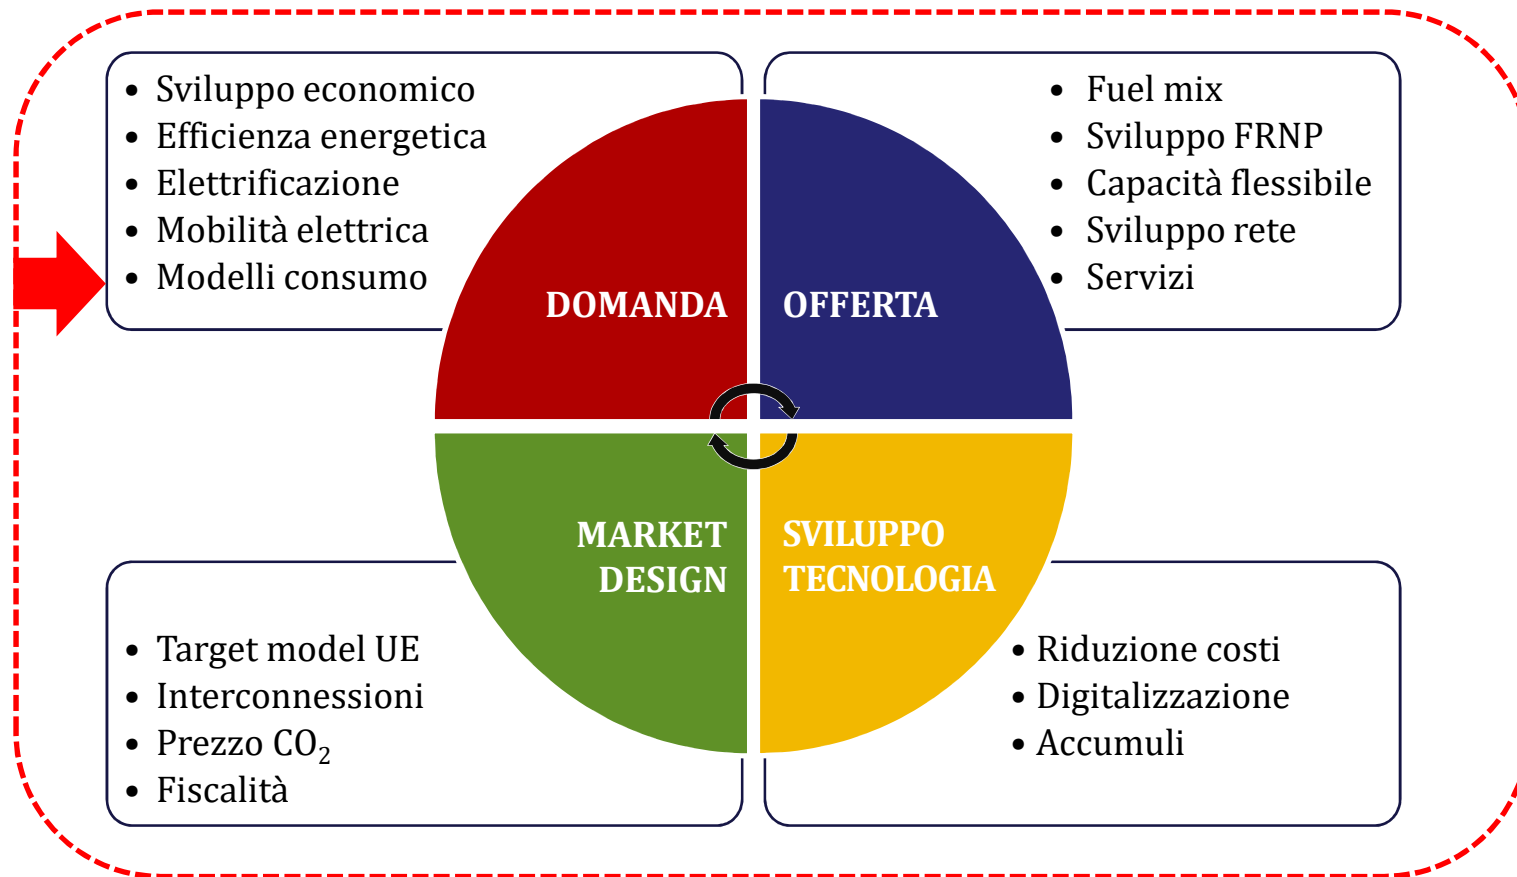 • Sviluppo economico
• Efficienza energetica
• Elettrificazione
• Mobilità elettrica
• Modelli consumo
DOMANDA
• Fuel mix
• Sviluppo FRNP
• Capacità flessibile
• Sviluppo rete
• Servizi
OFFERTA
MARKET
DESIGN
• Target model UE
• Interconnessioni
• Prezzo CO₂
• Fiscalità
SVILUPPO
TECNOLOGIA
• Riduzione costi
• Digitalizzazione
• Accumuli